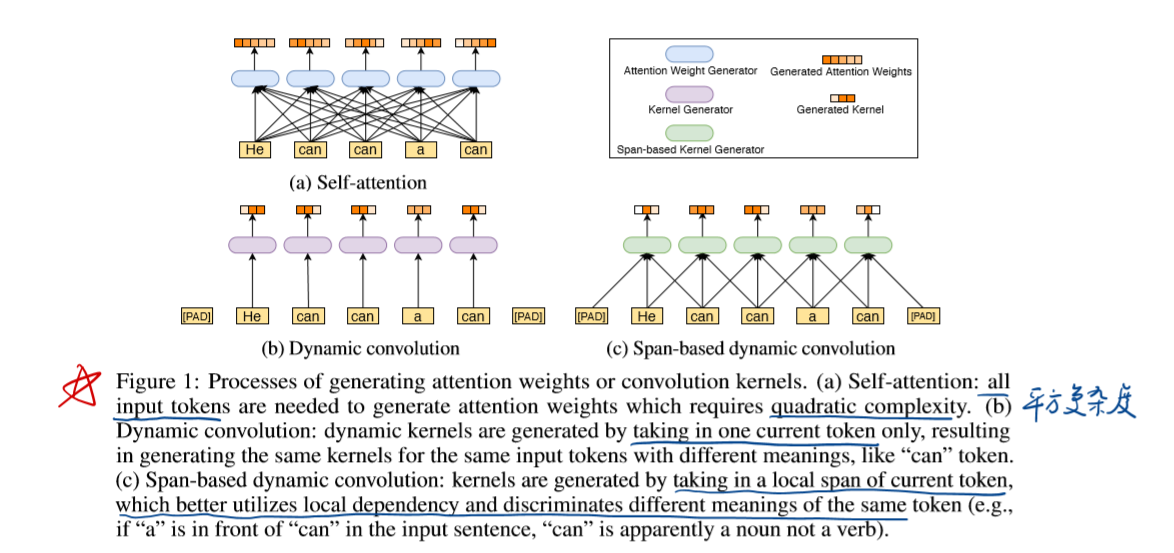 Attention Weight Generator
Generated Attention Weights
Kernel Generator
Generated Kernel
Span-based Kernel Generator
He can can a can
(a) Self-attention
[PAD] He can can a can [PAD]
(b) Dynamic convolution
[PAD] He can can a can [PAD]
(c) Span-based dynamic convolution
Figure 1: Processes of generating attention weights or convolution kernels. (a) Self-attention: all
input tokens are needed to generate attention weights which requires quadratic complexity. (b)
平方复杂度
Dynamic convolution: dynamic kernels are generated by taking in one current token only, resulting
in generating the same kernels for the same input tokens with different meanings, like “can” token.
(c) Span-based dynamic convolution: kernels are generated by taking in a local span of current token,
which better utilizes local dependency and discriminates different meanings of the same token (e.g.,
if “a” is in front of “can” in the input sentence, “can” is apparently a noun not a verb).